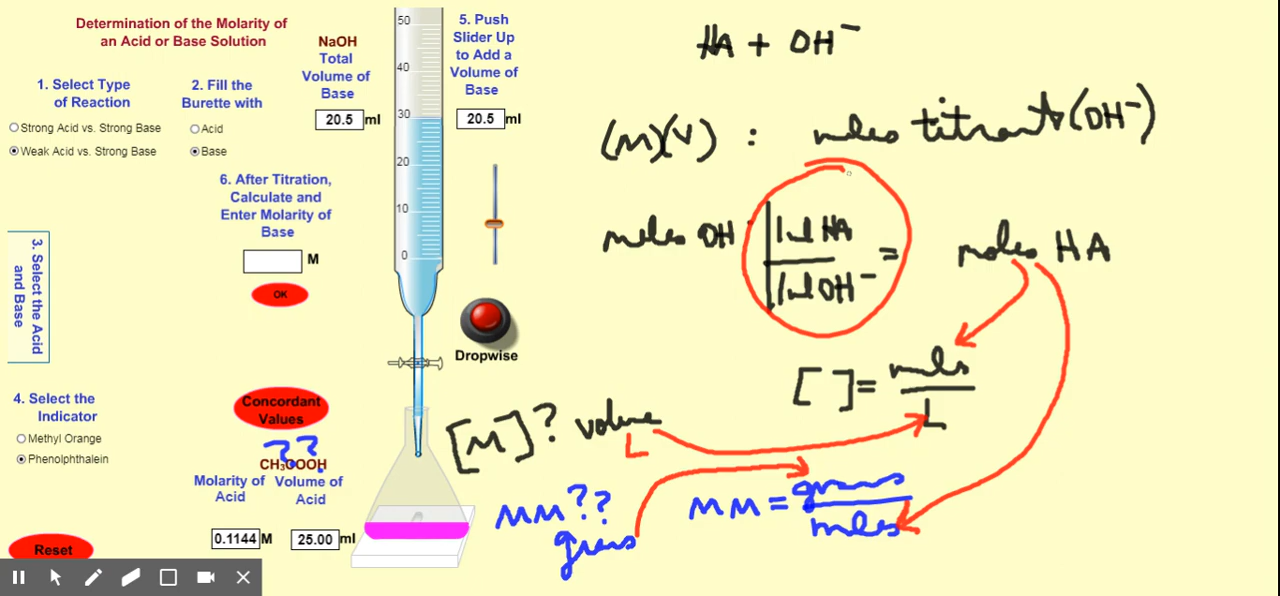 Determination of the Molarity of
an Acid or Base Solution
1. Select Type
of Reaction
Strong Acid vs. Strong Base
Weak Acid vs. Strong Base
2. Fill the
Burette with
Acid
Base
NaOH
Total
Volume of
Base
20.5 ml
50
40
30
20
10
0
5. Push
Slider Up
to Add a
Volume of
Base
20.5 ml
6. After Titration,
Calculate and
Enter Molarity of
Base
M
OK
3. Select the Acid
and Base
Dropwise
4. Select the
Indicator
Methyl Orange
Phenolphthalein
Concordant
Values
??
CH₃COOH
Molarity of
Acid
0.1144 M
Volume of
Acid
25.00 ml
Reset
HA + OH⁻
(M)(V) : moles titrant (OH⁻)
moles OH⁻ | 1 mol HA = moles HA
1 mol OH⁻
[ ] = moles
L
[M]? volume
L
MM?? MM = grams
grams moles